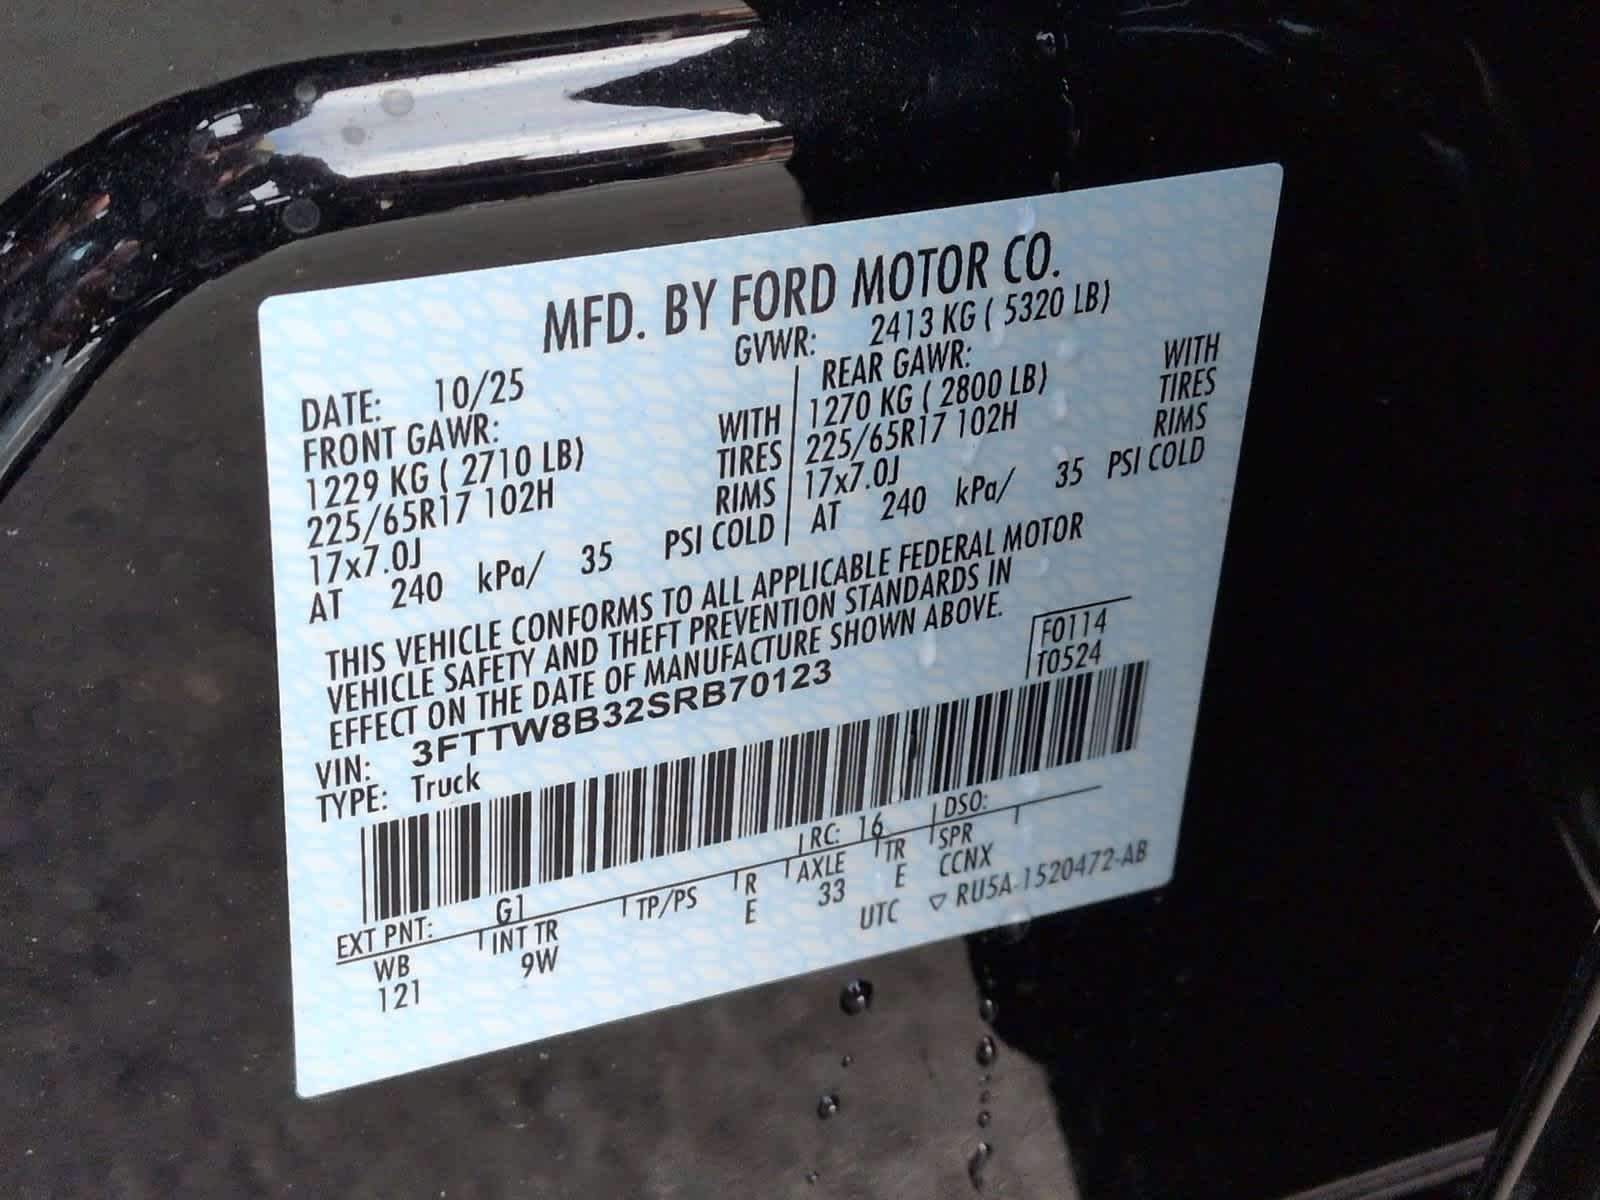 MFD. BY FORD MOTOR CO.
DATE: 10/25 GVWR: 2413 KG ( 5320 LB)
FRONT GAWR:
1229 KG ( 2710 LB) WITH
225/65R17 102H TIRES
17x7.0J RIMS
AT 240 kPa/ 35 PSI COLD
REAR GAWR:
1270 KG ( 2800 LB) WITH
225/65R17 102H TIRES
17x7.0J RIMS
AT 240 kPa/ 35 PSI COLD
THIS VEHICLE CONFORMS TO ALL APPLICABLE FEDERAL MOTOR
VEHICLE SAFETY AND THEFT PREVENTION STANDARDS IN
EFFECT ON THE DATE OF MANUFACTURE SHOWN ABOVE.
F0114
T0524
VIN: 3FTTW8B32SRB70123
TYPE: Truck
EXT PNT: G1 RC: 16 DSO:
WB INT TR TP/PS R AXLE TR SPR
121 9W E 33 E CCNX
UTC ▽ RU5A-1520472-AB